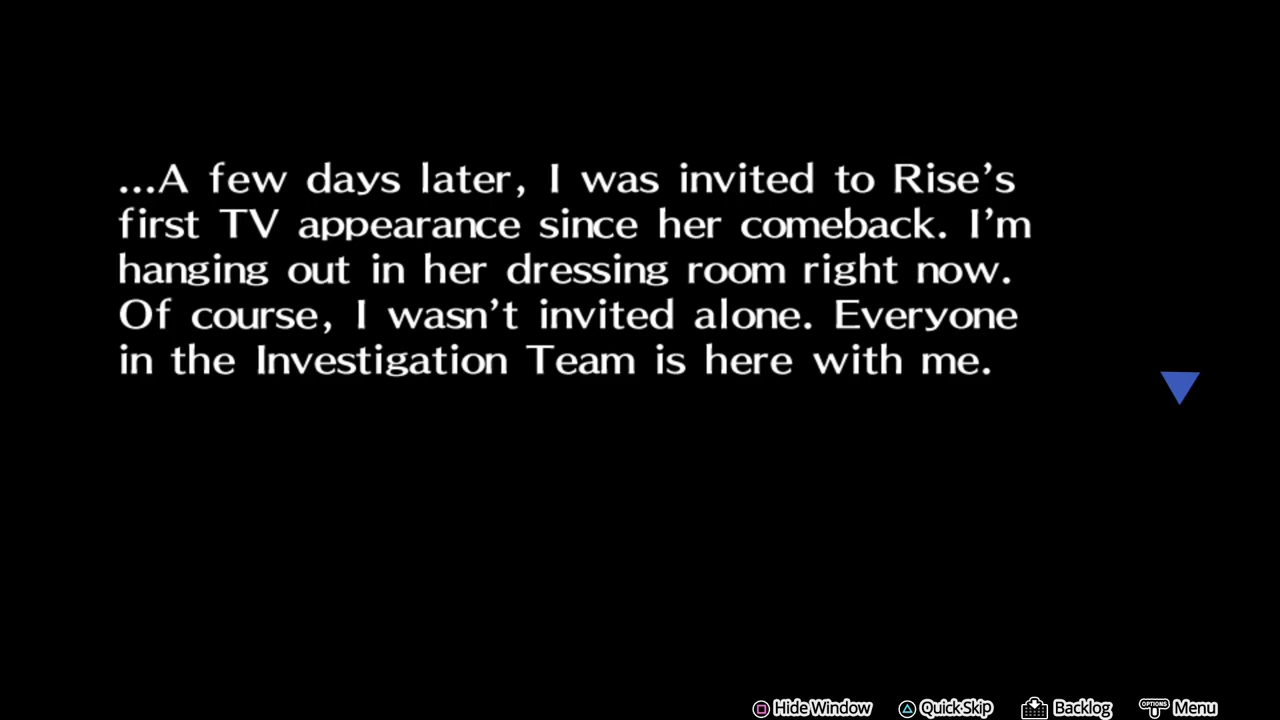 ...A few days later, I was invited to Rise's
first TV appearance since her comeback. I'm
hanging out in her dressing room right now.
Of course, I wasn't invited alone. Everyone
in the Investigation Team is here with me.
Hide Window Quick Skip Backlog OPTIONS Menu